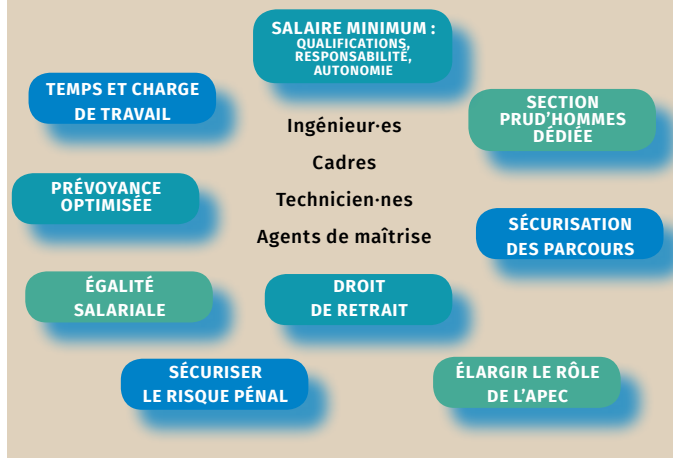 SALAIRE MINIMUM :
QUALIFICATIONS,
RESPONSABILITÉ,
AUTONOMIE
TEMPS ET CHARGE
DE TRAVAIL
SECTION
PRUD'HOMMES
DÉDIÉE
Ingénieur·es
Cadres
Technicien·nes
Agents de maîtrise
PRÉVOYANCE
OPTIMISÉE
SÉCURISATION
DES PARCOURS
ÉGALITÉ
SALARIALE
DROIT
DE RETRAIT
SÉCURISER
LE RISQUE PÉNAL
ÉLARGIR LE RÔLE
DE L'APEC